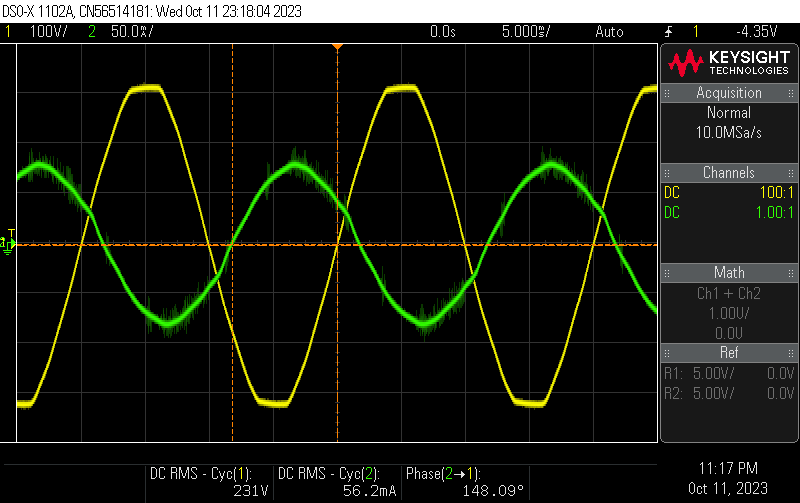 DSO-X 1102A, CN56514181: Wed Oct 11 23:18:04 2023
1 100V/ 2 50.0%/ 0.0s 5.000%/ Auto 1 -4.35V
KEYSIGHT
TECHNOLOGIES
Acquisition
Normal
10.0MSa/s
Channels
DC 100:1
DC 1.00:1
Math
Ch1 + Ch2
1.00V/
0.0V
Ref
R1: 5.00V/ 0.0V
R2: 5.00V/ 0.0V
T
2
DC RMS - Cyc(1):
231V
DC RMS - Cyc(2):
56.2mA
Phase(2→1):
148.09°
11:17 PM
Oct 11, 2023